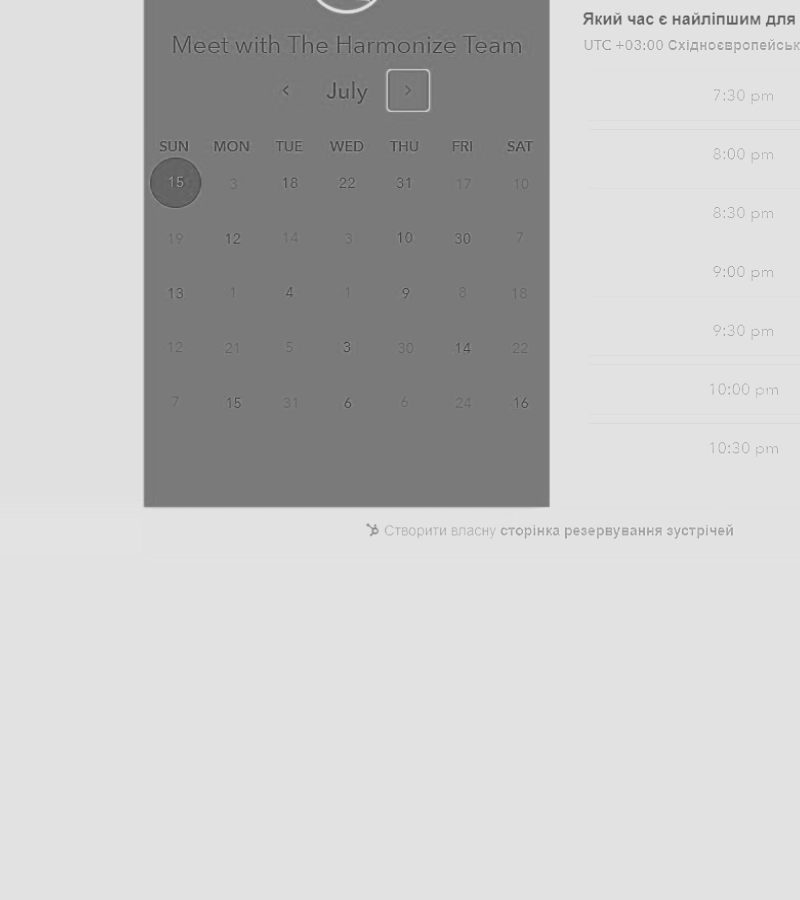 Meet with The Harmonize Team
July
SUN MON TUE WED THU FRI SAT
15 3 18 22 31 17 10
19 12 14 3 10 30 7
13 1 4 1 9 8 18
12 21 5 3 30 14 22
7 15 31 6 6 24 16
Який час є найліпшим для
UTC +03:00 Східноєвропейськ
7:30 pm
8:00 pm
8:30 pm
9:00 pm
9:30 pm
10:00 pm
10:30 pm
Створити власну сторінка резервування зустрічей